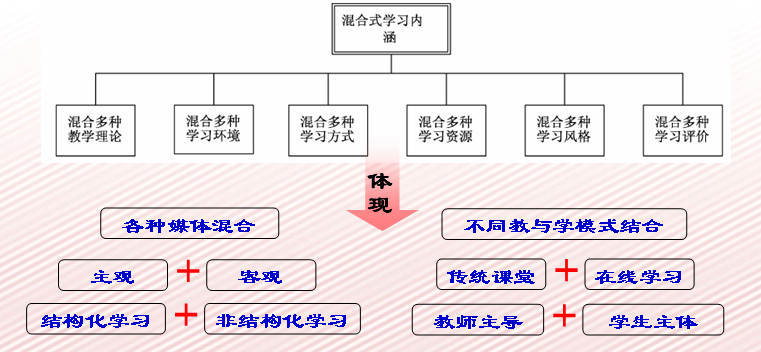 混合式学习内
涵
混合多种
教学理论
混合多种
学习环境
混合多种
学习方式
混合多种
学习资源
混合多种
学习风格
混合多种
学习评价
体
现
各种媒体混合
不同教与学模式结合
主观 + 客观
传统课堂 + 在线学习
结构化学习 + 非结构化学习
教师主导 + 学生主体